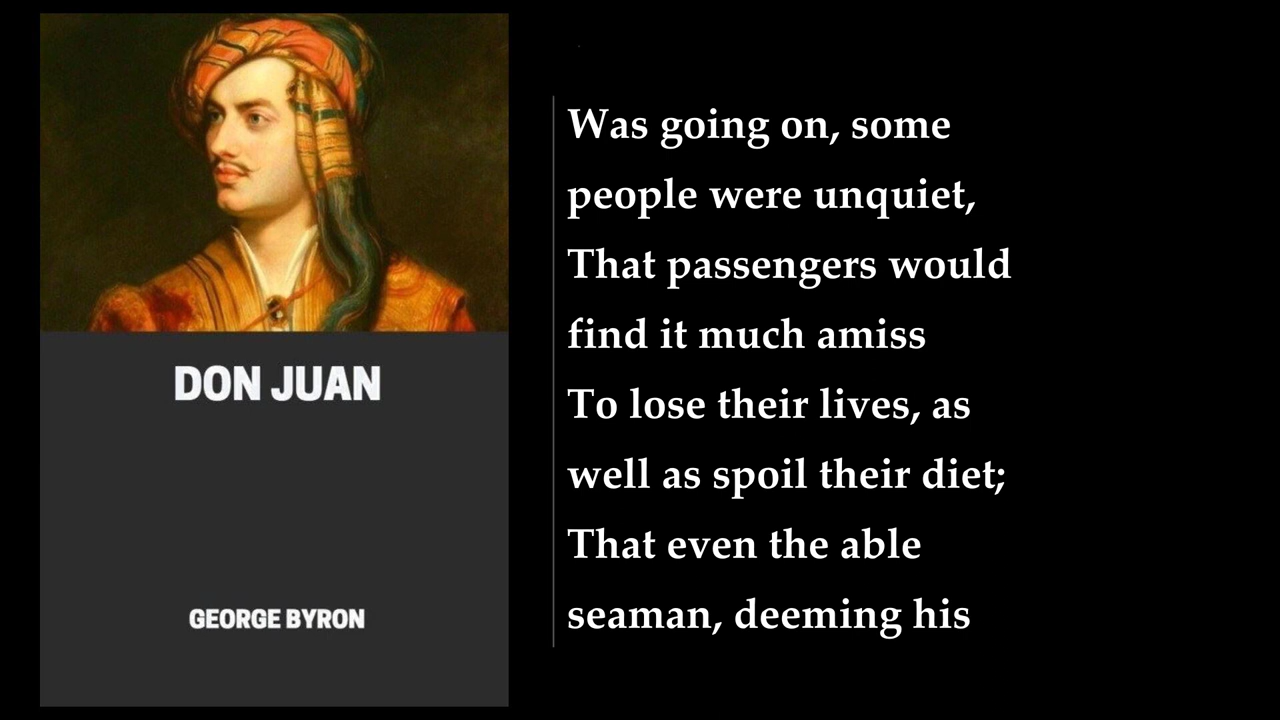 DON JUAN
GEORGE BYRON
Was going on, some
people were unquiet,
That passengers would
find it much amiss
To lose their lives, as
well as spoil their diet;
That even the able
seaman, deeming his